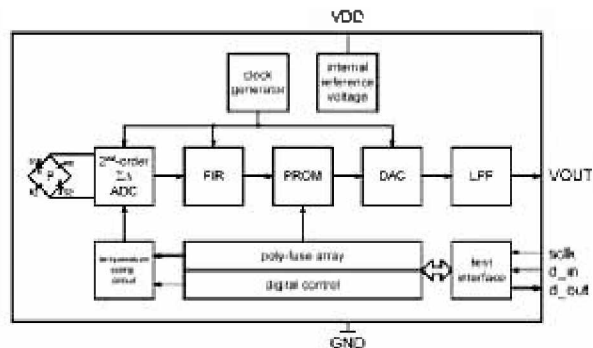 VDD
clock
generator
internal
reference
voltage
2nd-order
ΣΔ
ADC
FIR
PROM
DAC
LPF
VOUT
P
temperature
poly-fuse array
digital control
test
interface
sclk
d_in
d_out
GND